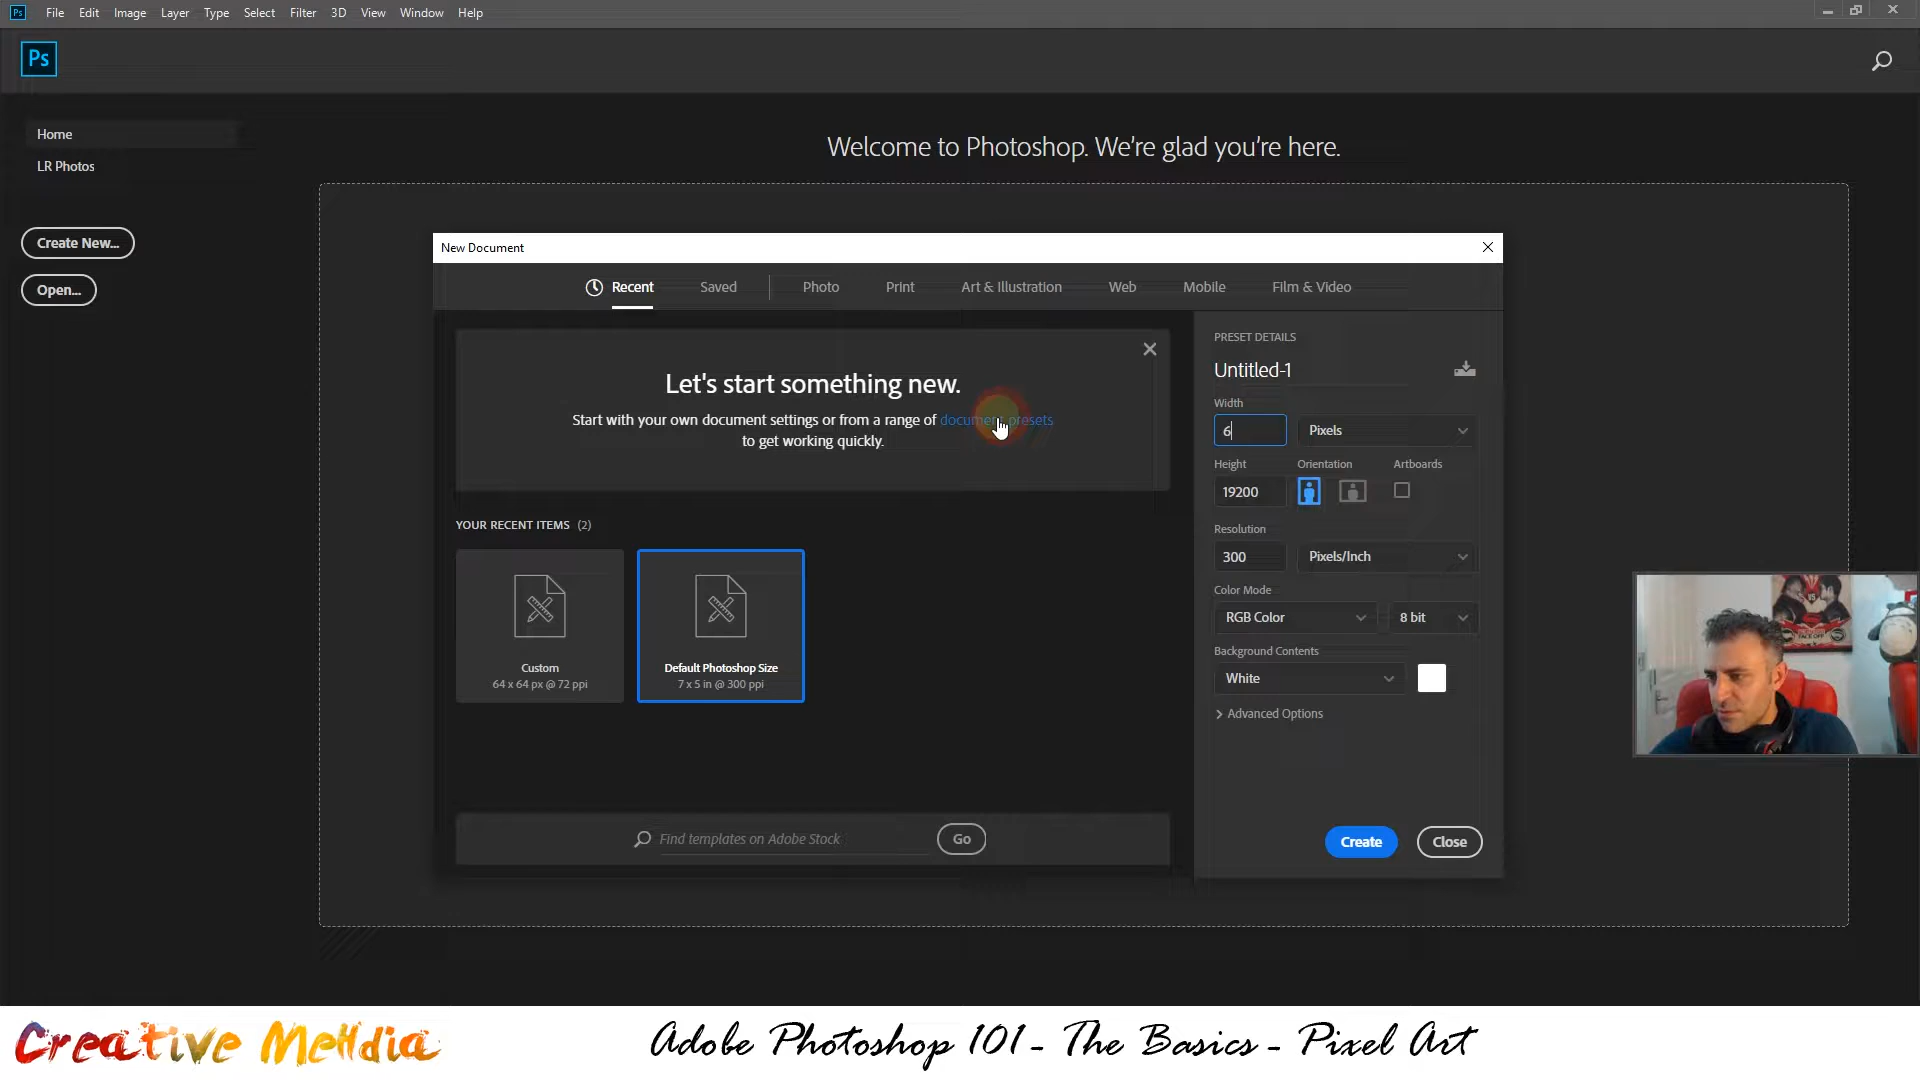 Ps File Edit Image Layer Type Select Filter 3D View Window Help
Ps
Home
LR Photos
Create New...
Open...
Welcome to Photoshop. We're glad you're here.
New Document
Recent Saved Photo Print Art & Illustration Web Mobile Film & Video
Let's start something new.
Start with your own document settings or from a range of document presets
to get working quickly.
YOUR RECENT ITEMS (2)
Custom
64 x 64 px @ 72 ppi
Default Photoshop Size
7 x 5 in @ 300 ppi
Find templates on Adobe Stock Go
PRESET DETAILS
Untitled-1
Width
6 Pixels
Height Orientation Artboards
19200
Resolution
300 Pixels/Inch
Color Mode
RGB Color 8 bit
Background Contents
White
Advanced Options
Create Close
Creative MeHdia
Adobe Photoshop 101 - The Basics - Pixel Art